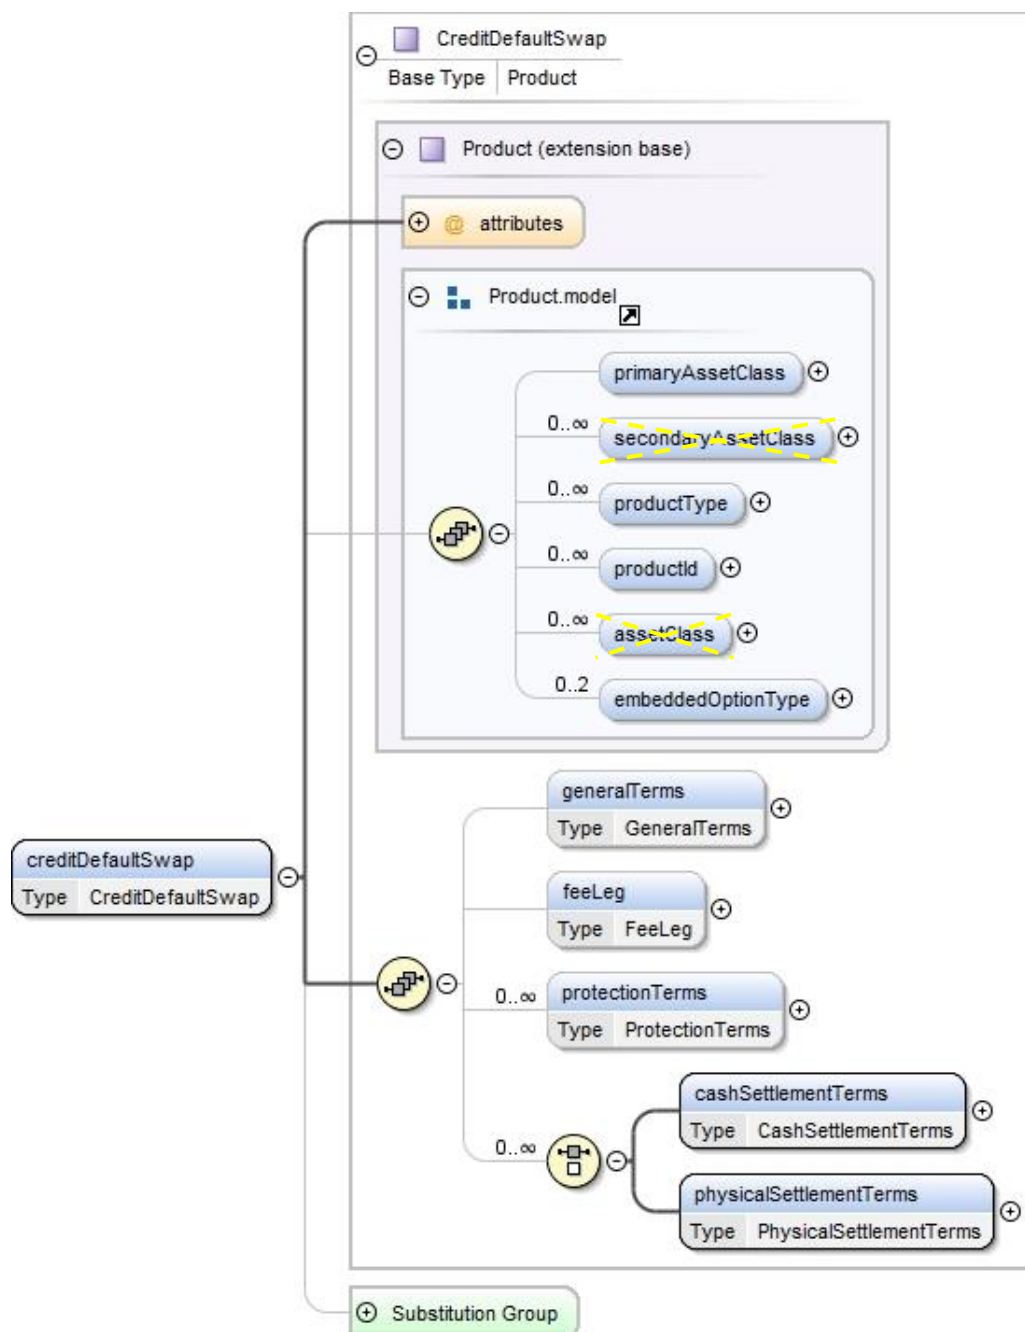 CreditDefaultSwap
Base Type Product
Product (extension base)
@ attributes
Product.model
primaryAssetClass
0..∞
secondaryAssetClass
0..∞
productType
0..∞
productId
0..∞
assetClass
0..2
embeddedOptionType
generalTerms
Type GeneralTerms
creditDefaultSwap
Type CreditDefaultSwap
feeLeg
Type FeeLeg
0..∞
protectionTerms
Type ProtectionTerms
cashSettlementTerms
Type CashSettlementTerms
0..∞
physicalSettlementTerms
Type PhysicalSettlementTerms
Substitution Group